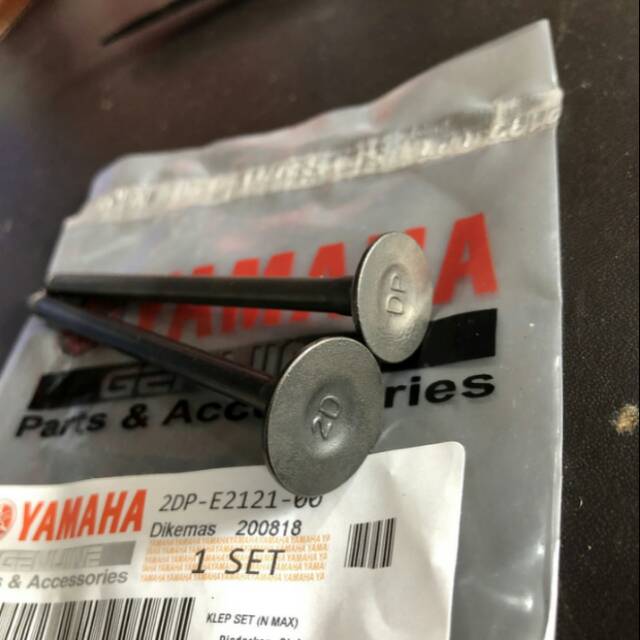 YAMAHA
GENUINE
Parts & Accessories
DP
2D
YAMAHA
GENUINE
& Accessories
2DP-E2121-00
Dikemas 200818
1 SET
KLEP SET (N MAX)